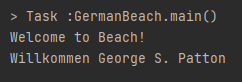 > Task :GermanBeach.main()
Welcome to Beach!
Willkommen George S. Patton